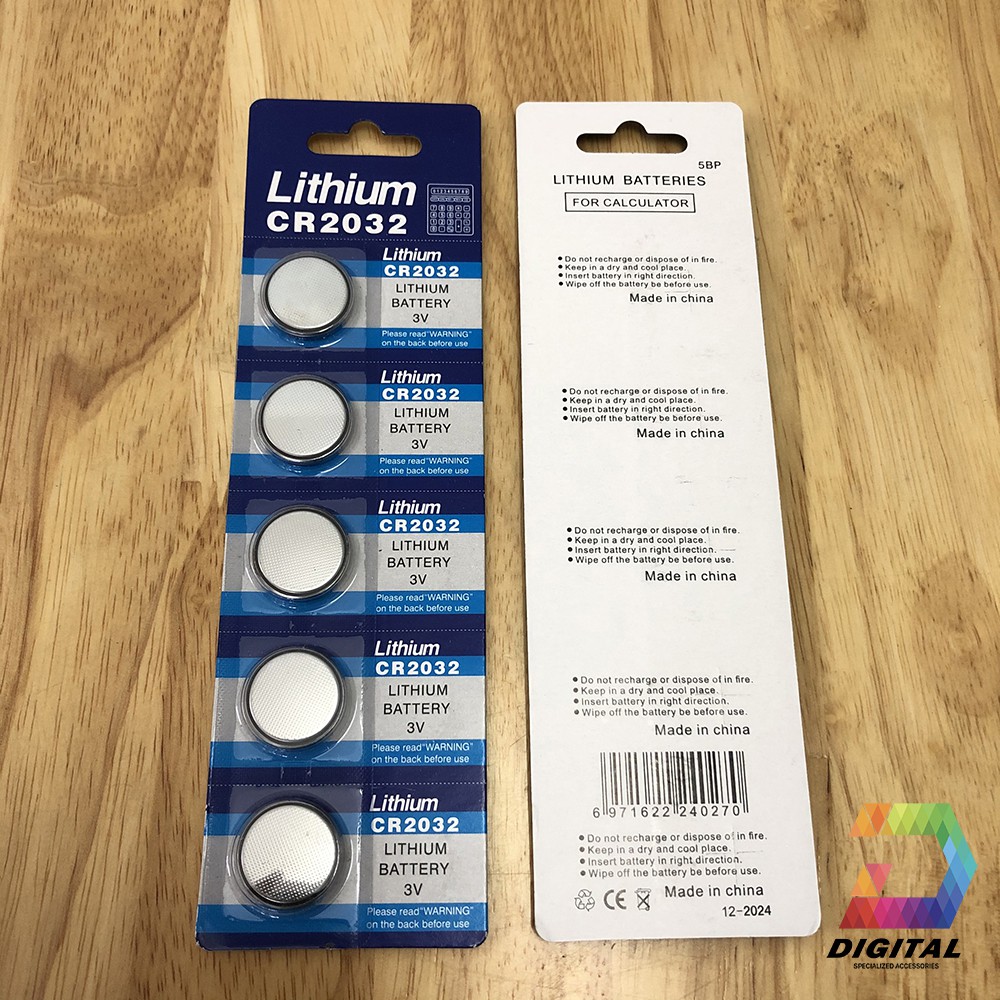 Lithium
CR2032
Lithium
CR2032
LITHIUM
BATTERY
3V
Please read"WARNING"
on the back before use
Lithium
CR2032
LITHIUM
BATTERY
3V
Please read"WARNING"
on the back before use
Lithium
CR2032
LITHIUM
BATTERY
3V
Please read"WARNING"
on the back before use
Lithium
CR2032
LITHIUM
BATTERY
3V
Please read"WARNING"
on the back before use
Lithium
CR2032
LITHIUM
BATTERY
3V
Please read"WARNING"
on the back before use
5BP
LITHIUM BATTERIES
FOR CALCULATOR
● Do not recharge or dispose of in fire.
● Keep in a dry and cool place.
● Insert battery in right direction.
● Wipe off the battery be before use.
Made in china
● Do not recharge or dispose of in fire.
● Keep in a dry and cool place.
● Insert battery in right direction.
● Wipe off the battery be before use.
Made in china
● Do not recharge or dispose of in fire.
● Keep in a dry and cool place.
● Insert battery in right direction.
● Wipe off the battery be before use.
Made in china
● Do not recharge or dispose of in fire.
● Keep in a dry and cool place.
● Insert battery in right direction.
● Wipe off the battery be before use.
Made in china
6 971622 240270
● Do not recharge or dispose of in fire.
● Keep in a dry and cool place.
● Insert battery in right direction.
● Wipe off the battery be before use.
CE Made in china
12-2024
DIGITAL
SPECIALIZED ACCESSORIES